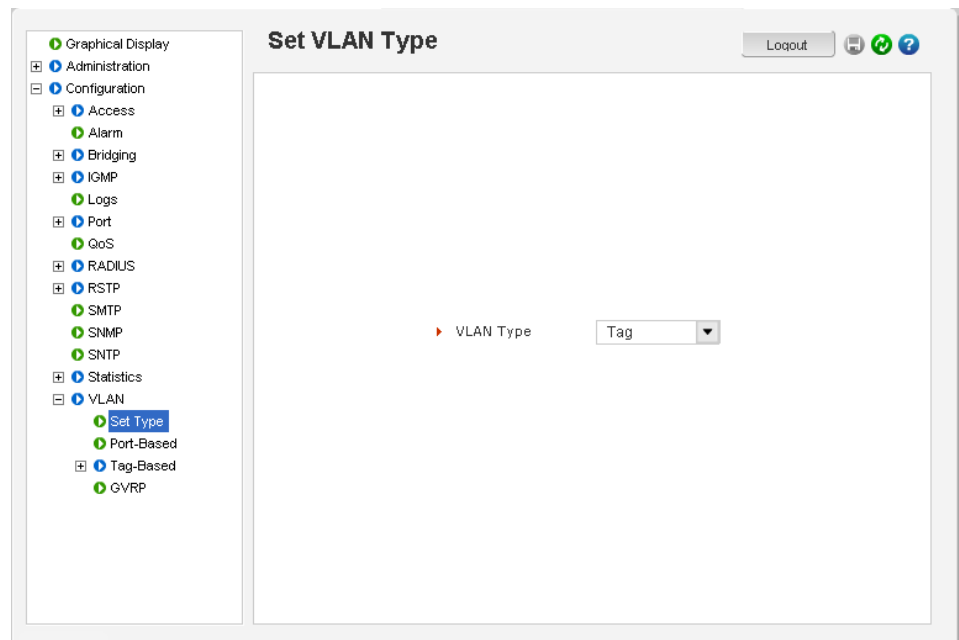 Set VLAN Type
Logout
Graphical Display
Administration
Configuration
Access
Alarm
Bridging
IGMP
Logs
Port
QoS
RADIUS
RSTP
SMTP
SNMP
SNTP
Statistics
VLAN
Set Type
Port-Based
Tag-Based
GVRP
VLAN Type Tag